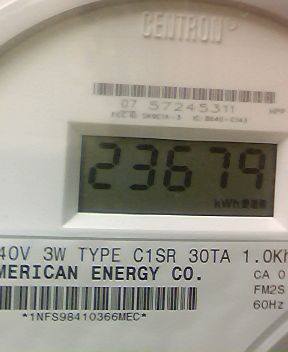 CENTRON
07 57245311
23679
kWh
40V 3W TYPE C1SR 30TA 1.0Kh
MERICAN ENERGY CO.
CA 0
FM2S
60Hz
*1NFS98410366MEC*